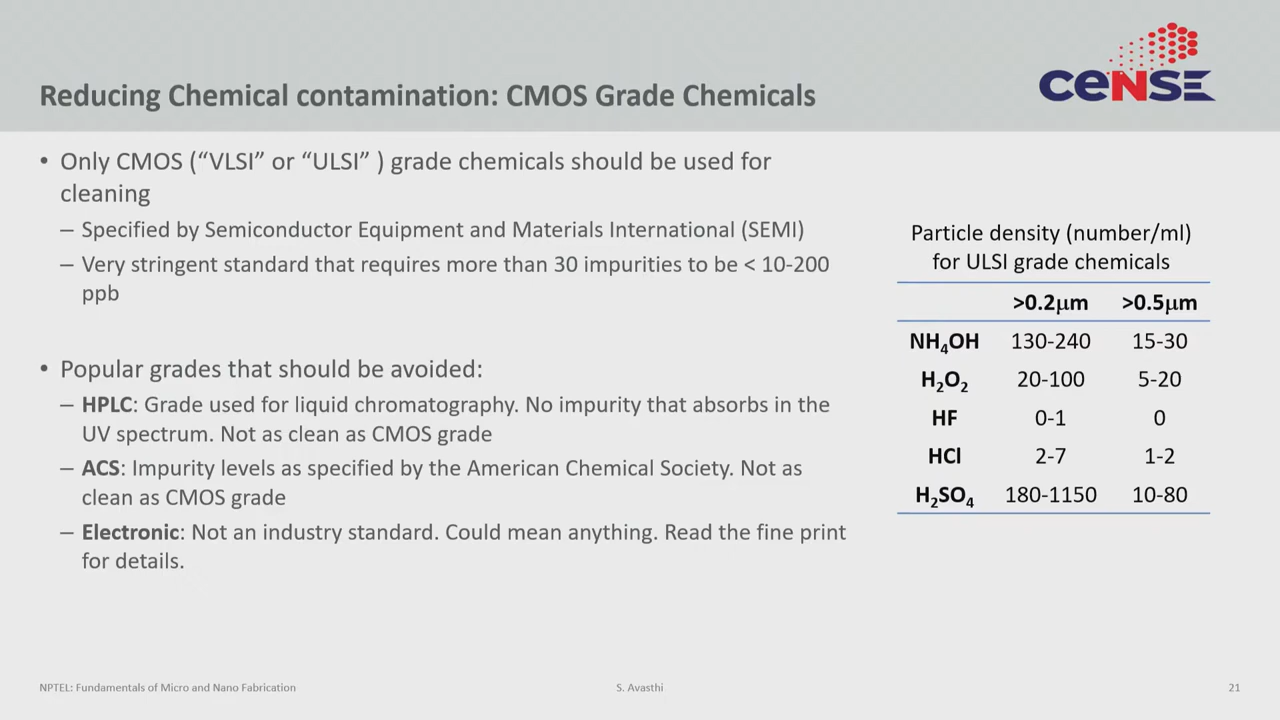 CeNSE
Reducing Chemical contamination: CMOS Grade Chemicals
• Only CMOS (“VLSI” or “ULSI” ) grade chemicals should be used for
cleaning
– Specified by Semiconductor Equipment and Materials International (SEMI)
– Very stringent standard that requires more than 30 impurities to be < 10-200
ppb
• Popular grades that should be avoided:
– HPLC: Grade used for liquid chromatography. No impurity that absorbs in the
UV spectrum. Not as clean as CMOS grade
– ACS: Impurity levels as specified by the American Chemical Society. Not as
clean as CMOS grade
– Electronic: Not an industry standard. Could mean anything. Read the fine print
for details.
Particle density (number/ml)
for ULSI grade chemicals
>0.2μm >0.5μm
NH₄OH 130-240 15-30
H₂O₂ 20-100 5-20
HF 0-1 0
HCl 2-7 1-2
H₂SO₄ 180-1150 10-80
NPTEL: Fundamentals of Micro and Nano Fabrication
S. Avasthi
21